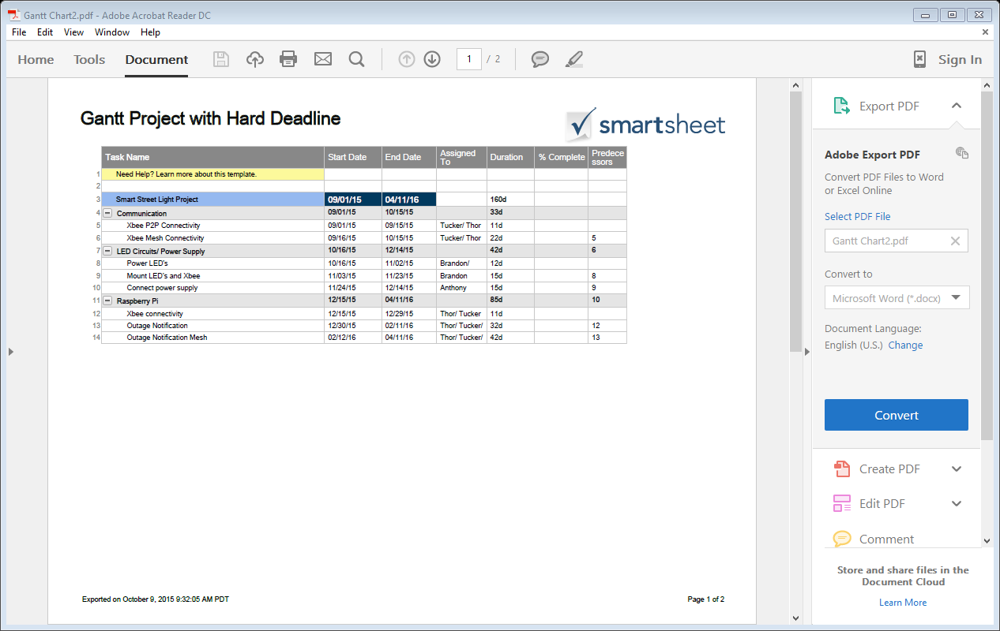 Gantt Chart2.pdf - Adobe Acrobat Reader DC
File Edit View Window Help
Home Tools Document 1 / 2 Sign In
Gantt Project with Hard Deadline
smartsheet
Task Name Start Date End Date Assigned To Duration % Complete Predecessors
1 Need Help? Learn more about this template.
2
3 Smart Street Light Project 09/01/15 04/11/16 160d
4 Communication 09/01/15 10/15/15 33d
5 Xbee P2P Connectivity 09/01/15 09/15/15 Tucker/ Thor 11d
6 Xbee Mesh Connectivity 09/16/15 10/15/15 Tucker/ Thor 22d 5
7 LED Circuits/ Power Supply 10/16/15 12/14/15 42d 6
8 Power LED's 10/16/15 11/02/15 Brandon/ 12d
9 Mount LED's and Xbee 11/03/15 11/23/15 Brandon 15d 8
10 Connect power supply 11/24/15 12/14/15 Anthony 15d 9
11 Raspberry Pi 12/15/15 04/11/16 85d 10
12 Xbee connectivity 12/15/15 12/29/15 Thor/ Tucker 11d
13 Outage Notification 12/30/15 02/11/16 Thor/ Tucker/ 32d 12
14 Outage Notification Mesh 02/12/16 04/11/16 Thor/ Tucker/ 42d 13
Exported on October 9, 2015 9:32:05 AM PDT
Page 1 of 2
Export PDF
Adobe Export PDF
Convert PDF Files to Word
or Excel Online
Select PDF File
Gantt Chart2.pdf
Convert to
Microsoft Word (*.docx)
Document Language:
English (U.S.) Change
Convert
Create PDF
Edit PDF
Comment
Store and share files in the
Document Cloud
Learn More